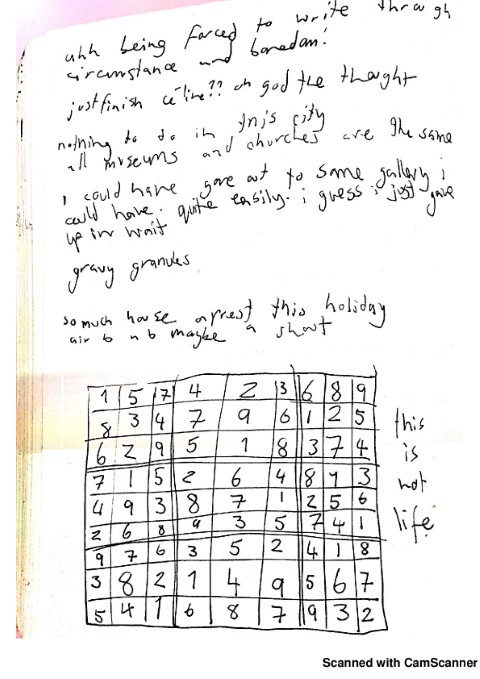 uhh being forced to write through
circumstance and boredom!
just finish céline?? oh god the thought
nothing to do in this city
all museums and churches are the same
i could have gone out to some gallery i
could have. quite easily. i guess i just gave
up in wait
gravy granules
so much house arrest this holiday
air b n b maybe a short
1 5 7 4 2 3 6 8 9
8 3 4 7 9 6 1 2 5
6 2 9 5 1 8 3 7 4
7 1 5 2 6 4 8 9 3
4 9 3 8 7 1 2 5 6
2 6 8 9 3 5 7 4 1
9 7 6 3 5 2 4 1 8
3 8 2 1 4 9 5 6 7
5 4 1 6 8 7 9 3 2
this
is
not
life
Scanned with CamScanner